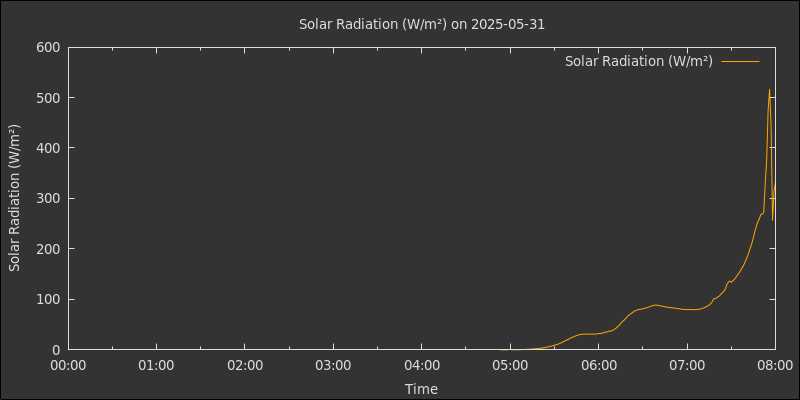 Solar Radiation (W/m²) on 2025-05-31
Solar Radiation (W/m²)
600
500
400
300
200
100
0
Solar Radiation (W/m²)
00:00 01:00 02:00 03:00 04:00 05:00 06:00 07:00 08:00
Time